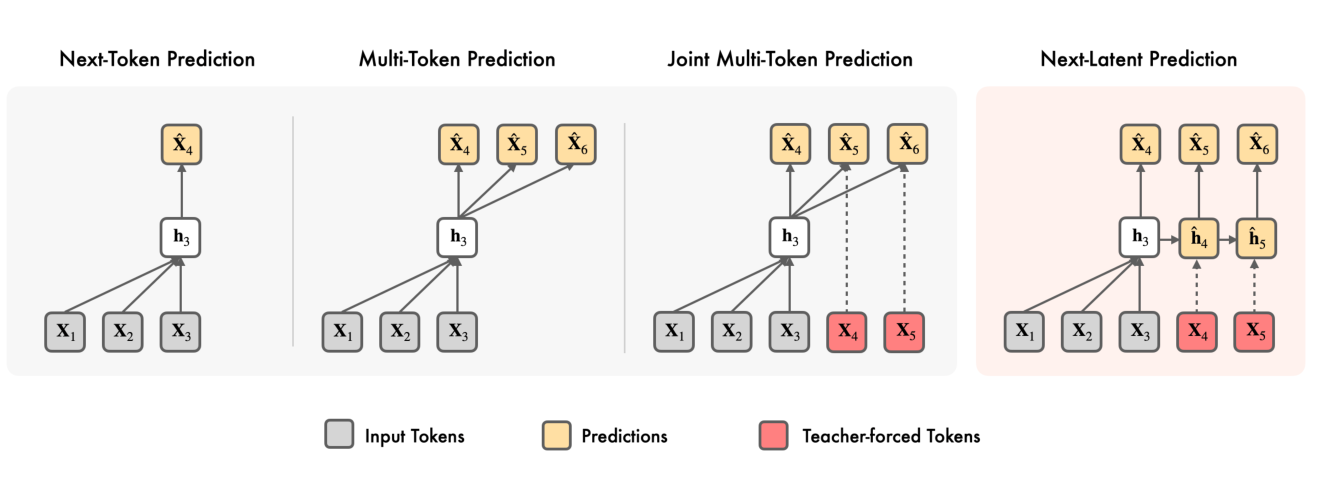 Next-Token Prediction
Multi-Token Prediction
Joint Multi-Token Prediction
Next-Latent Prediction
X̂₄
X̂₄ X̂₅ X̂₆
X̂₄ X̂₅ X̂₆
X̂₄ X̂₅ X̂₆
h₃
h₃
h₃
h₃ ĥ₄ ĥ₅
X₁ X₂ X₃
X₁ X₂ X₃
X₁ X₂ X₃ X₄ X₅
X₁ X₂ X₃ X₄ X₅
Input Tokens
Predictions
Teacher-forced Tokens